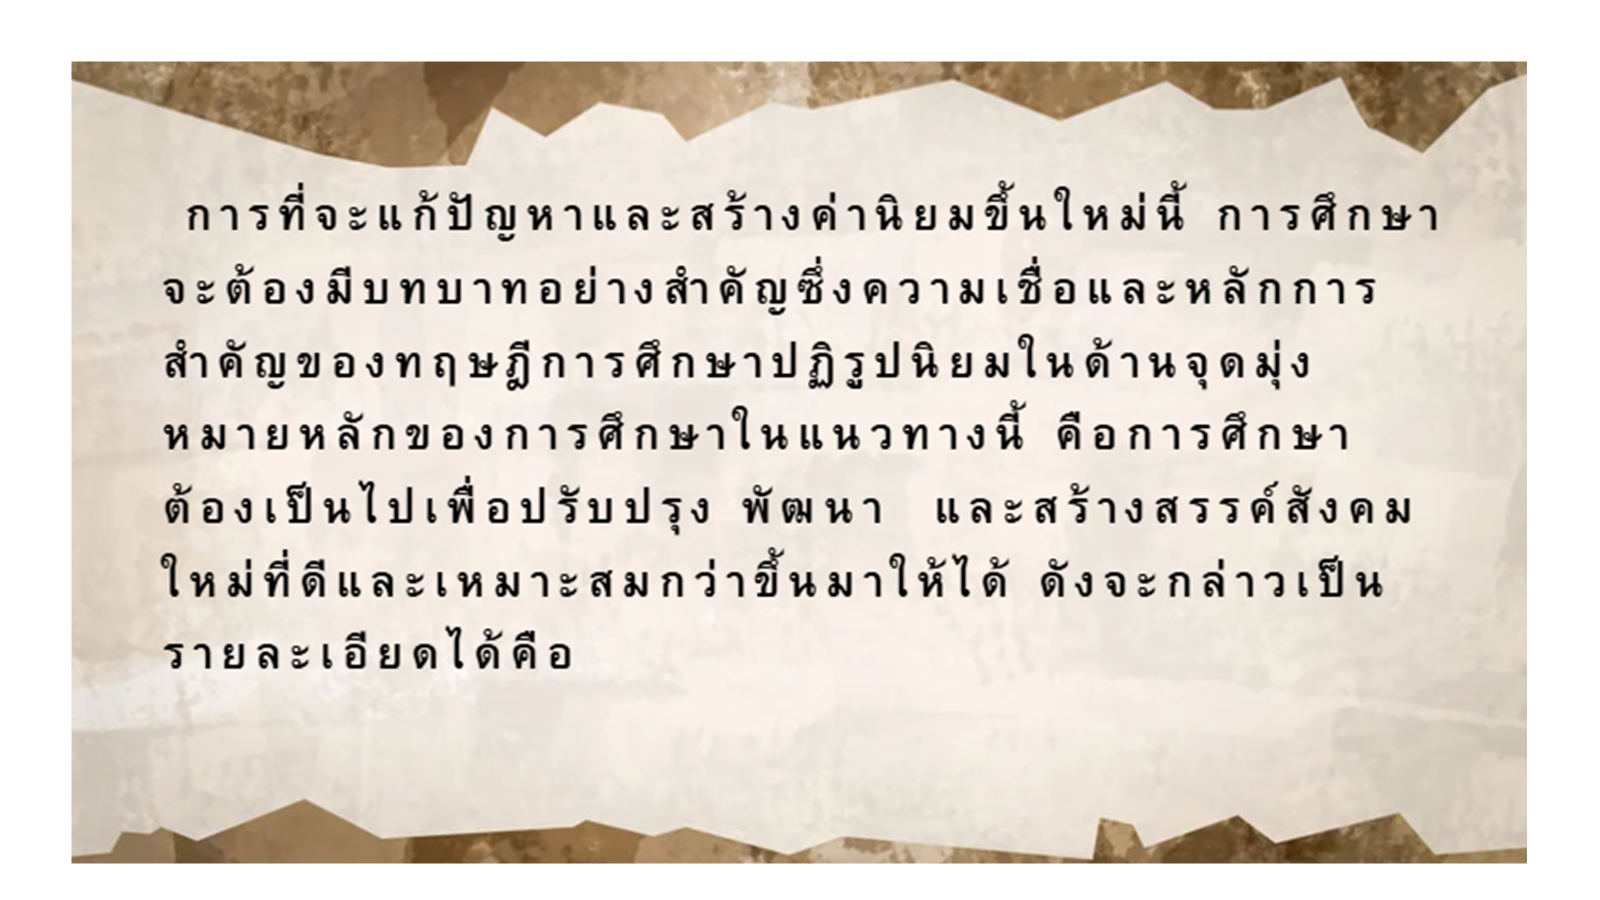 การที่จะแก้ปัญหาและสร้างค่านิยมขึ้นใหม่นี้ การศึกษา
จะต้องมีบทบาทอย่างสำคัญซึ่งความเชื่อและหลักการ
สำคัญของทฤษฎีการศึกษาปฏิรูปนิยมในด้านจุดมุ่ง
หมายหลักของการศึกษาในแนวทางนี้ คือการศึกษา
ต้องเป็นไปเพื่อปรับปรุง พัฒนา และสร้างสรรค์สังคม
ใหม่ที่ดีและเหมาะสมกว่าขึ้นมาให้ได้ ดังจะกล่าวเป็น
รายละเอียดได้คือ